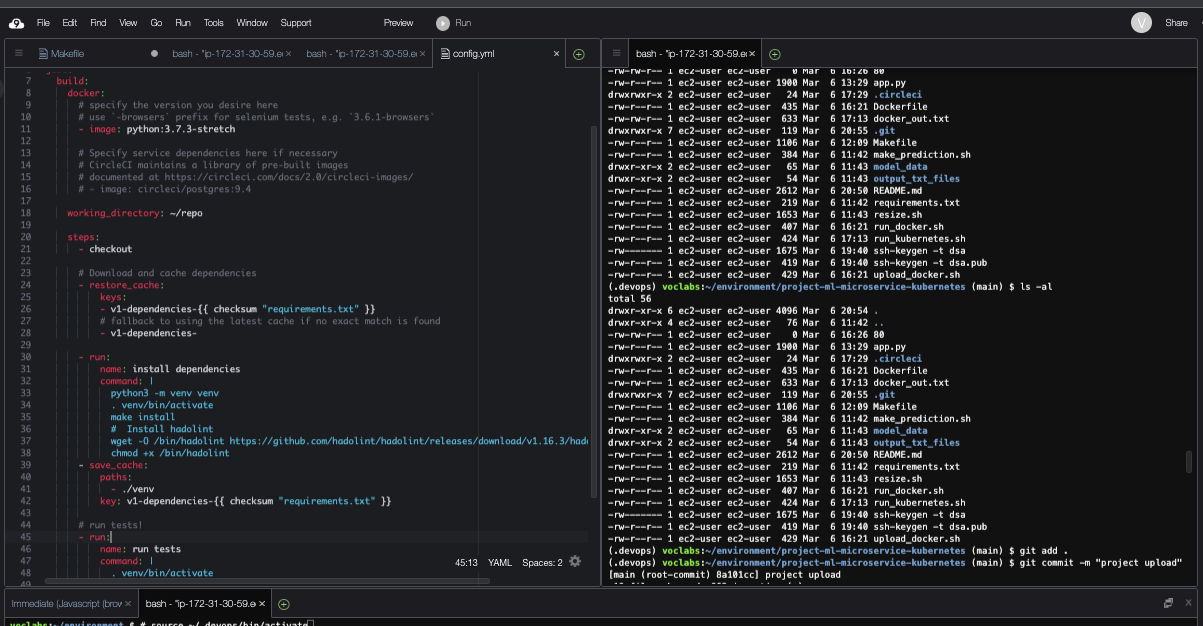 File Edit Find View Go Run Tools Window Support Preview Run V Share
Makefile bash - "ip-172-31-30-59.e bash - "ip-172-31-30-59.e config.yml
7 build:
8 docker:
9 # specify the version you desire here
10 # use `-browsers` prefix for selenium tests, e.g. `3.6.1-browsers`
11 - image: python:3.7.3-stretch
12
13 # Specify service dependencies here if necessary
14 # CircleCI maintains a library of pre-built images
15 # documented at https://circleci.com/docs/2.0/circleci-images/
16 # - image: circleci/postgres:9.4
17
18 working_directory: ~/repo
19
20 steps:
21 - checkout
22
23 # Download and cache dependencies
24 - restore_cache:
25 keys:
26 - v1-dependencies-{{ checksum "requirements.txt" }}
27 # fallback to using the latest cache if no exact match is found
28 - v1-dependencies-
29
30 - run:
31 name: install dependencies
32 command: |
33 python3 -m venv venv
34 . venv/bin/activate
35 make install
36 # Install hadolint
37 wget -O /bin/hadolint https://github.com/hadolint/hadolint/releases/download/v1.16.3/hado
38 chmod +x /bin/hadolint
39 - save_cache:
40 paths:
41 - ./venv
42 key: v1-dependencies-{{ checksum "requirements.txt" }}
43
44 # run tests!
45 - run:
46 name: run tests
47 command: |
48 . venv/bin/activate
49
45:13 YAML Spaces: 2
bash - "ip-172-31-30-59.e
-rw-rw-r-- 1 ec2-user ec2-user 0 Mar 6 16:26 80
-rw-r--r-- 1 ec2-user ec2-user 1900 Mar 6 13:29 app.py
drwxrwxr-x 2 ec2-user ec2-user 24 Mar 6 17:29 .circleci
-rw-r--r-- 1 ec2-user ec2-user 435 Mar 6 16:21 Dockerfile
-rw-r--r-- 1 ec2-user ec2-user 633 Mar 6 17:13 docker_out.txt
drwxrwxr-x 7 ec2-user ec2-user 119 Mar 6 20:55 .git
-rw-r--r-- 1 ec2-user ec2-user 1106 Mar 6 12:09 Makefile
-rw-r--r-- 1 ec2-user ec2-user 384 Mar 6 11:42 make_prediction.sh
drwxr-xr-x 2 ec2-user ec2-user 65 Mar 6 11:43 model_data
drwxr-xr-x 2 ec2-user ec2-user 54 Mar 6 11:43 output_txt_files
-rw-r--r-- 1 ec2-user ec2-user 2612 Mar 6 20:50 README.md
-rw-r--r-- 1 ec2-user ec2-user 219 Mar 6 11:42 requirements.txt
-rw-r--r-- 1 ec2-user ec2-user 1653 Mar 6 11:43 resize.sh
-rw-r--r-- 1 ec2-user ec2-user 407 Mar 6 16:21 run_docker.sh
-rw-r--r-- 1 ec2-user ec2-user 424 Mar 6 17:13 run_kubernetes.sh
-rw------- 1 ec2-user ec2-user 1675 Mar 6 19:40 ssh-keygen -t dsa
-rw-r--r-- 1 ec2-user ec2-user 419 Mar 6 19:40 ssh-keygen -t dsa.pub
-rw-r--r-- 1 ec2-user ec2-user 429 Mar 6 16:21 upload_docker.sh
(.devops) voclabs:~/environment/project-ml-microservice-kubernetes (main) $ ls -al
total 56
drwxrwxr-x 6 ec2-user ec2-user 4096 Mar 6 20:54 .
drwxrwxr-x 4 ec2-user ec2-user 76 Mar 6 11:42 ..
-rw-rw-r-- 1 ec2-user ec2-user 0 Mar 6 16:26 80
-rw-r--r-- 1 ec2-user ec2-user 1900 Mar 6 13:29 app.py
drwxrwxr-x 2 ec2-user ec2-user 24 Mar 6 17:29 .circleci
-rw-r--r-- 1 ec2-user ec2-user 435 Mar 6 16:21 Dockerfile
-rw-r--r-- 1 ec2-user ec2-user 633 Mar 6 17:13 docker_out.txt
drwxrwxr-x 7 ec2-user ec2-user 119 Mar 6 20:55 .git
-rw-r--r-- 1 ec2-user ec2-user 1106 Mar 6 12:09 Makefile
-rw-r--r-- 1 ec2-user ec2-user 384 Mar 6 11:42 make_prediction.sh
drwxr-xr-x 2 ec2-user ec2-user 65 Mar 6 11:43 model_data
drwxr-xr-x 2 ec2-user ec2-user 54 Mar 6 11:43 output_txt_files
-rw-r--r-- 1 ec2-user ec2-user 2612 Mar 6 20:50 README.md
-rw-r--r-- 1 ec2-user ec2-user 219 Mar 6 11:42 requirements.txt
-rw-r--r-- 1 ec2-user ec2-user 1653 Mar 6 11:43 resize.sh
-rw-r--r-- 1 ec2-user ec2-user 407 Mar 6 16:21 run_docker.sh
-rw-r--r-- 1 ec2-user ec2-user 424 Mar 6 17:13 run_kubernetes.sh
-rw------- 1 ec2-user ec2-user 1675 Mar 6 19:40 ssh-keygen -t dsa
-rw-r--r-- 1 ec2-user ec2-user 419 Mar 6 19:40 ssh-keygen -t dsa.pub
-rw-r--r-- 1 ec2-user ec2-user 429 Mar 6 16:21 upload_docker.sh
(.devops) voclabs:~/environment/project-ml-microservice-kubernetes (main) $ git add .
(.devops) voclabs:~/environment/project-ml-microservice-kubernetes (main) $ git commit -m "project upload"
[main (root-commit) 8a101cc] project upload
Immediate (Javascript (brow bash - "ip-172-31-30-59.e
voclabs:~/environment $ # source ~/.devops/bin/activate